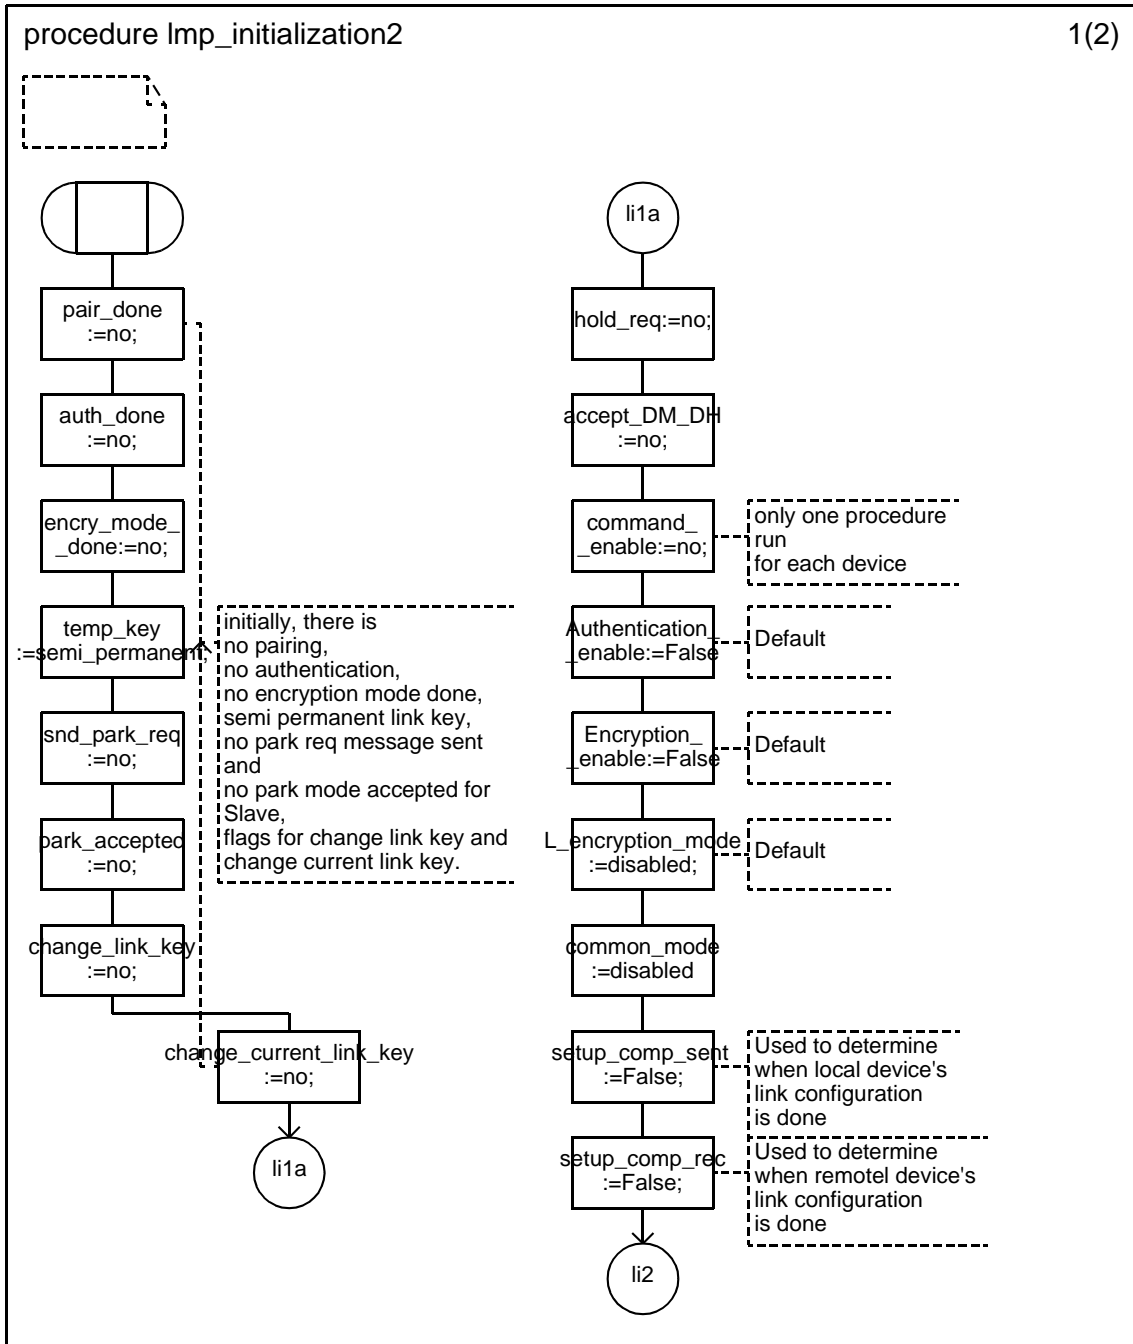 procedure lmp_initialization2
1(2)
pair_done
:=no;
auth_done
:=no;
encry_mode_
_done:=no;
temp_key
:=semi_permanent;
snd_park_req
:=no;
park_accepted
:=no;
change_link_key
:=no;
change_current_link_key
:=no;
li1a
initially, there is
no pairing,
no authentication,
no encryption mode done,
semi permanent link key,
no park req message sent
and
no park mode accepted for
Slave,
flags for change link key and
change current link key.
li1a
hold_req:=no;
accept_DM_DH
:=no;
command_
_enable:=no;
only one procedure
run
for each device
Authentication_
_enable:=False
Default
Encryption_
_enable:=False
Default
L_encryption_mode
:=disabled;
Default
common_mode
:=disabled
setup_comp_sent
:=False;
Used to determine
when local device's
link configuration
is done
setup_comp_rec
:=False;
Used to determine
when remotel device's
link configuration
is done
li2